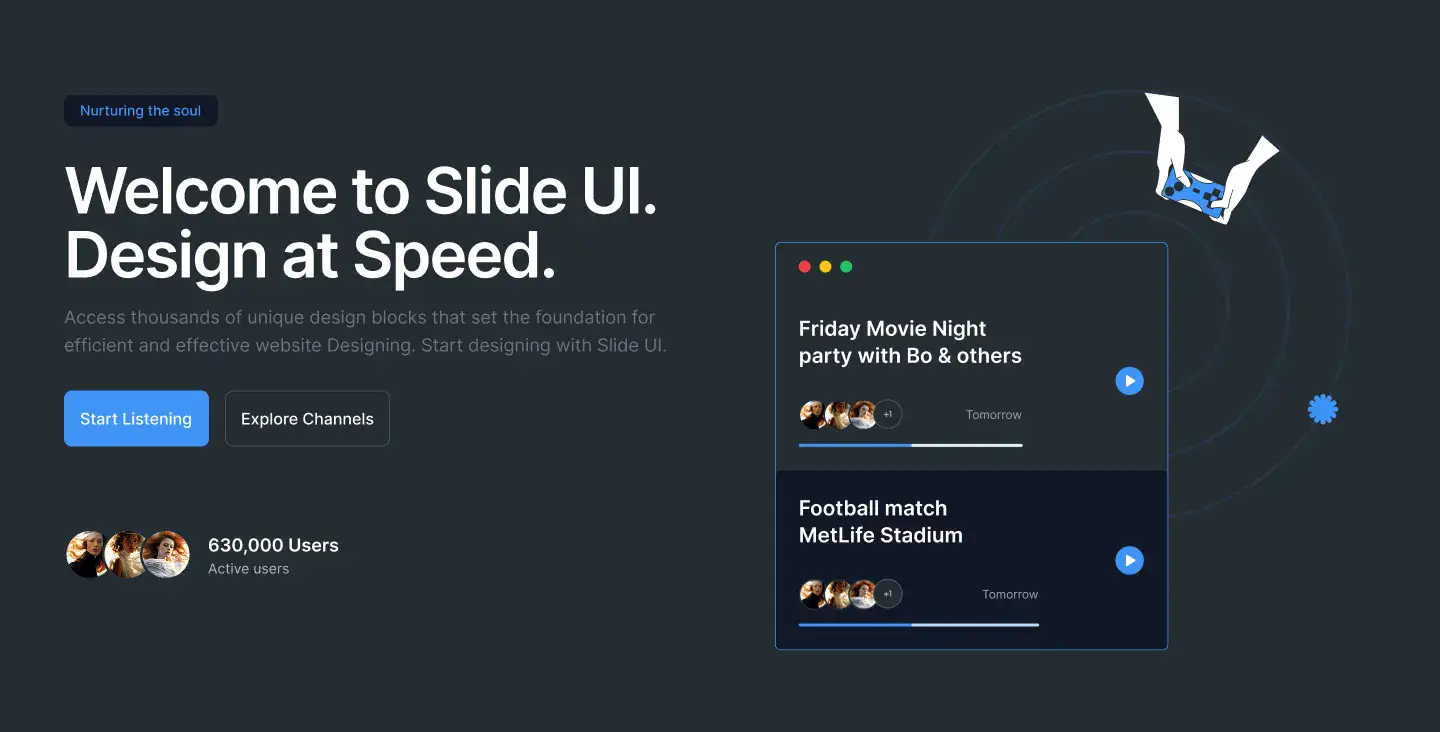 Nurturing the soul
Welcome to Slide UI.
Design at Speed.
Access thousands of unique design blocks that set the foundation for
efficient and effective website Designing. Start designing with Slide UI.
Start Listening
Explore Channels
630,000 Users
Active users
Friday Movie Night
party with Bo & others
+1
Tomorrow
Football match
MetLife Stadium
+1
Tomorrow